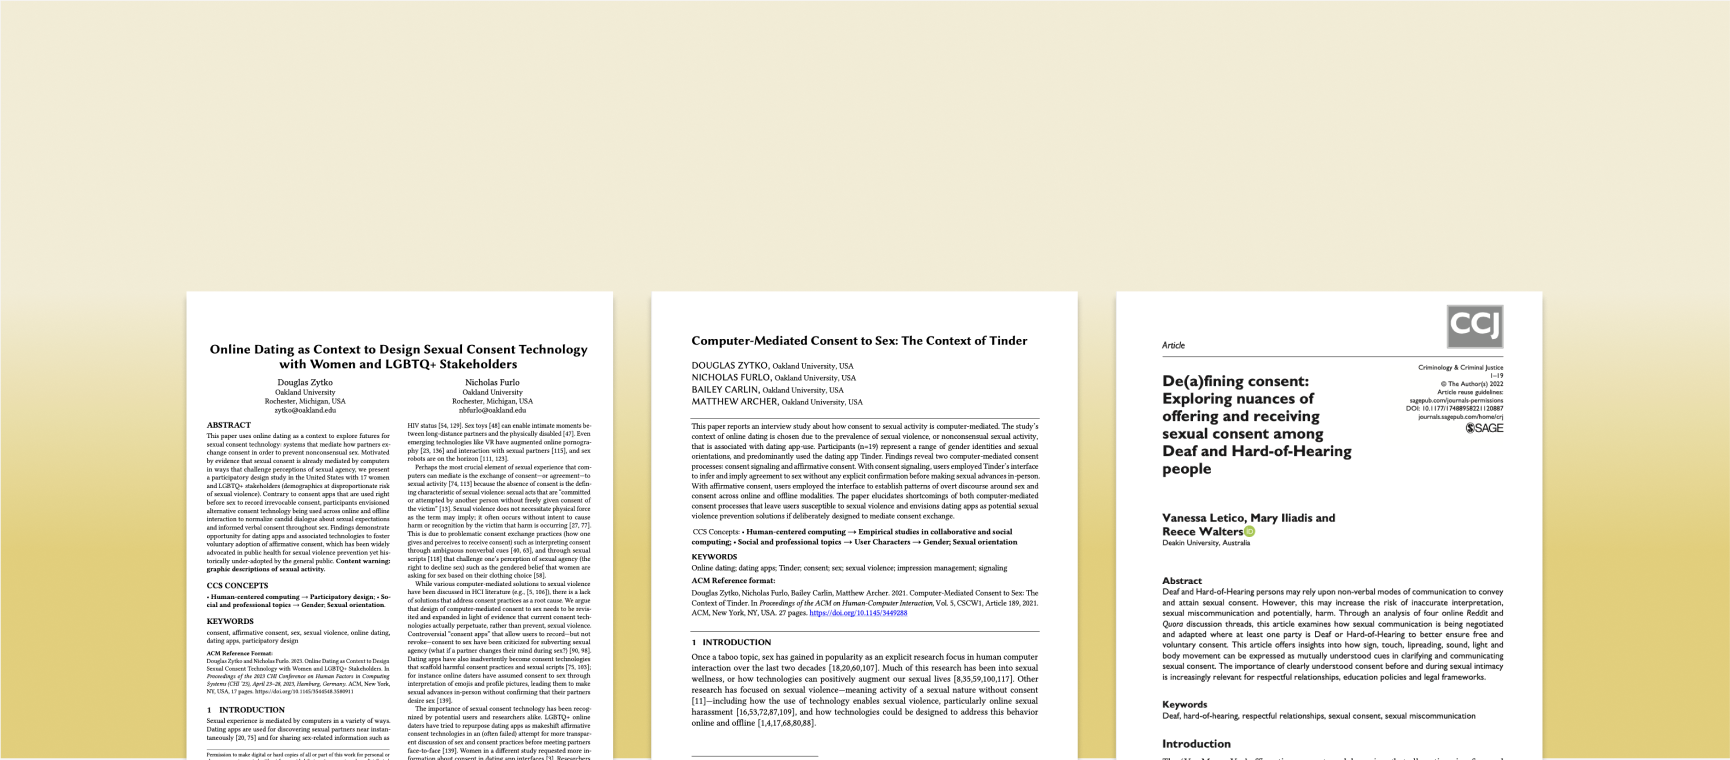 Online Dating as Context to Design Sexual Consent Technology
with Women and LGBTQ+ Stakeholders
Douglas Zytko
Oakland University
Rochester, Michigan, USA
zytko@oakland.edu
Nicholas Furlo
Oakland University
Rochester, Michigan, USA
nbfurlo@oakland.edu
ABSTRACT
This paper uses online dating as a context to explore futures for
sexual consent technology: systems that mediate how partners ex-
change consent in order to prevent nonconsensual sex. Motivated
by evidence that consent is already mediated by computers
in ways that challenge perceptions of sexual agency, we present
a participatory design study in the United States with 17 women
and LGBTQ+ stakeholders (demographics at disproportionate risk
of sexual violence). Contrary to consent apps that are used right
before sex to record irrevocable consent, participants envisioned
alternative consent technology being used across online and offline
interaction to normalize candid dialogue about sexual expectations
and informed verbal consent throughout sex. Findings demonstrate
opportunity for dating apps and associated technologies to foster
voluntary adoption of affirmative consent, which has been widely
advocated in public health for sexual violence prevention yet his-
torically under-adopted by the general public. Content warning:
graphic descriptions of sexual activity.
CCS CONCEPTS
• Human-centered computing → Participatory design; • So-
cial and professional topics → Gender; Sexual orientation.
KEYWORDS
consent, affirmative consent, sex, sexual violence, online dating,
dating apps, participatory design
ACM Reference Format:
Douglas Zytko and Nicholas Furlo. 2023. Online Dating as Context to Design
Sexual Consent Technology with Women and LGBTQ+ Stakeholders. In
Proceedings of the 2023 CHI Conference on Human Factors in Computing
Systems (CHI '23), April 23–28, 2023, Hamburg, Germany. ACM, New York,
NY, USA, 17 pages. https://doi.org/10.1145/3544548.3580911
1 INTRODUCTION
Sexual experience is mediated by computers in a variety of ways.
Dating apps are used for discovering sexual partners near instan-
taneously [20, 75] and for sharing sex-related information such as
Permission to make digital or hard copies of all or part of this work for personal or
HIV status [54, 129]. Sex toys [48] can enable intimate moments be-
tween long-distance partners and the physically disabled [47]. Even
emerging technologies like VR have augmented online pornogra-
phy [23, 136] and interaction with sexual partners [115], and sex
robots are on the horizon [111, 123].
Perhaps the most crucial element of sexual experience that com-
puters can mediate is the exchange of consent—or agreement—to
sexual activity [74, 113] because the absence of consent is the defin-
ing characteristic of sexual violence: sexual acts that are "committed
or attempted by another person without freely given consent of
the victim" [13]. Sexual violence does not necessitate physical force
as the term may imply; it often occurs without intent to cause
harm or recognition by the victim that harm is occurring [27, 77].
This is due to problematic consent exchange practices (how one
gives and perceives to receive consent) such as interpreting consent
through ambiguous nonverbal cues [40, 63], and through sexual
scripts [118] that challenge one's perception of sexual agency (the
right to decline sex) such as the gendered belief that women are
asking for sex based on their clothing choice [58].
While various computer-mediated solutions to sexual violence
have been discussed in HCI literature (e.g., [5, 106]), there is a lack
of solutions that address consent practices as a root cause. We argue
that design of computer-mediated consent to sex needs to be revis-
ited and expanded in light of evidence that current consent tech-
nologies actually perpetuate, rather than prevent, sexual violence.
Controversial "consent apps" that allow users to record—but not
revoke—consent to sex have been criticized for subverting sexual
agency (what if a partner changes their mind during sex?) [90, 98].
Dating apps have also inadvertently become consent technologies
that scaffold harmful consent practices and sexual scripts [75, 103];
for instance online daters have assumed consent to sex through
interpretation of emojis and profile pictures, leading them to make
sexual advances in-person without confirming that their partners
desire sex [139].
The importance of sexual consent technology has been recog-
nized by potential users and researchers alike. LGBTQ+ online
daters have tried to repurpose dating apps as makeshift affirmative
consent technologies in an (often failed) attempt for more transpar-
ent discussion of sex and consent practices before meeting partners
face-to-face [139]. Women in a different study requested more in-
formation about consent in dating app interfaces [3]. Researchers
Computer-Mediated Consent to Sex: The Context of Tinder
DOUGLAS ZYTKO, Oakland University, USA
NICHOLAS FURLO, Oakland University, USA
BAILEY CARLIN, Oakland University, USA
MATTHEW ARCHER, Oakland University, USA
This paper reports an interview study about how consent to sexual activity is computer-mediated. The study's
context of online dating is chosen due to the prevalence of sexual violence, or nonconsensual sexual activity,
that is associated with dating app-use. Participants (n=19) represent a range of gender identities and sexual
orientations, and predominantly used the dating app Tinder. Findings reveal two computer-mediated consent
processes: consent signaling and affirmative consent. With consent signaling, users employed Tinder's interface
to infer and imply agreement to sex without any explicit confirmation before making sexual advances in-person.
With affirmative consent, users employed the interface to establish patterns of overt discourse around sex and
consent across online and offline modalities. The paper elucidates shortcomings of both computer-mediated
consent processes that leave users susceptible to sexual violence and envisions dating apps as potential sexual
violence prevention solutions if deliberately designed to mediate consent exchange.
CCS Concepts: • Human-centered computing → Empirical studies in collaborative and social
computing; • Social and professional topics → User Characters → Gender; Sexual orientation
KEYWORDS
Online dating; dating apps; Tinder; consent; sex; sexual violence; impression management; signaling
ACM Reference format:
Douglas Zytko, Nicholas Furlo, Bailey Carlin, Matthew Archer. 2021. Computer-Mediated Consent to Sex: The
Context of Tinder. In Proceedings of the ACM on Human-Computer Interaction, Vol. 5, CSCW1, Article 189, 2021.
ACM, New York, NY, USA. 27 pages. https://doi.org/10.1145/3449288
1 INTRODUCTION
Once a taboo topic, sex has gained in popularity as an explicit research focus in human computer
interaction over the last two decades [18,20,60,107]. Much of this research has been into sexual
wellness, or how technologies can positively augment our sexual lives [8,35,59,100,117]. Other
research has focused on sexual violence—meaning activity of a sexual nature without consent
[11]—including how the use of technology enables sexual violence, particularly online sexual
harassment [16,53,72,87,109], and how technologies could be designed to address this behavior
online and offline [1,4,17,68,80,88].
CCJ
Article
De(a)fining consent:
Exploring nuances of
offering and receiving
sexual consent among
Deaf and Hard-of-Hearing
people
Criminology & Criminal Justice
1–19
© The Author(s) 2022
Article reuse guidelines:
sagepub.com/journals-permissions
DOI: 10.1177/17488958221120887
journals.sagepub.com/home/crj
SAGE
Vanessa Letico, Mary Iliadis and
Reece Walters iD
Deakin University, Australia
Abstract
Deaf and Hard-of-Hearing persons may rely upon non-verbal modes of communication to convey
and attain sexual consent. However, this may increase the risk of inaccurate interpretation,
sexual miscommunication and potentially, harm. Through an analysis of four online Reddit and
Quora discussion threads, this article examines how sexual communication is being negotiated
and adapted where at least one party is Deaf or Hard-of-Hearing to better ensure free and
voluntary consent. This article offers insights into how sign, touch, lipreading, sound, light and
body movement can be expressed as mutually understood cues in clarifying and communicating
sexual consent. The importance of clearly understood consent before and during sexual intimacy
is increasingly relevant for respectful relationships, education policies and legal frameworks.
Keywords
Deaf, hard-of-hearing, respectful relationships, sexual consent, sexual miscommunication
Introduction